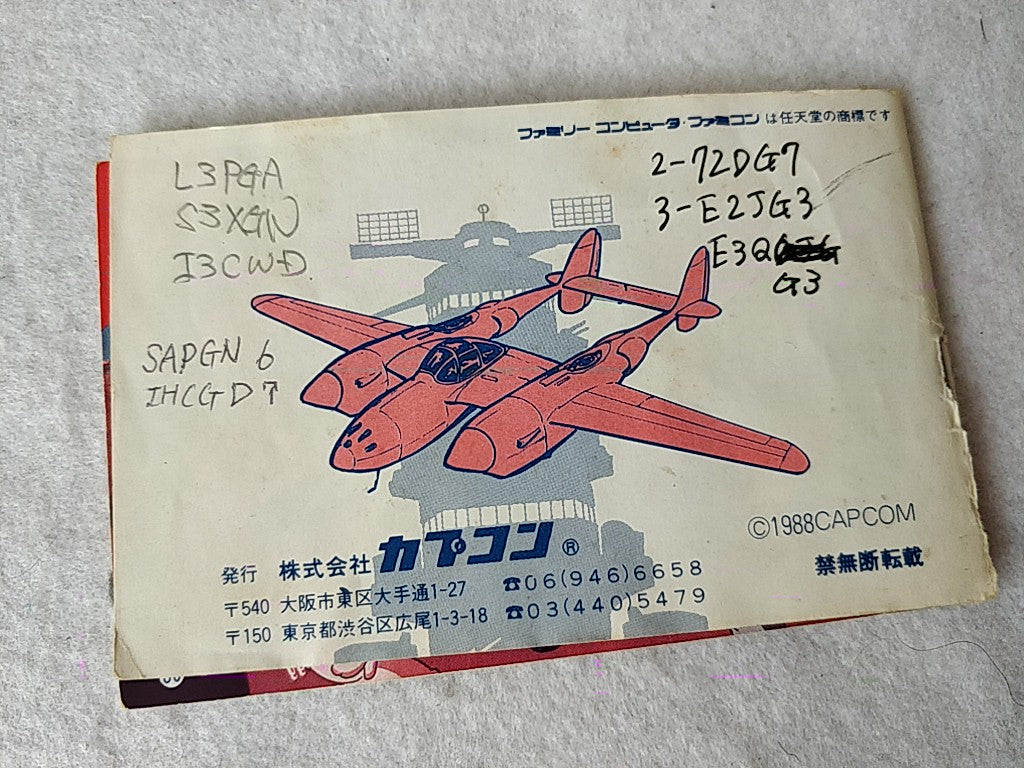 ファミリー コンピュータ・ファミコン は任天堂の商標です
L3PGA
S3XGN
I3CWD
SAPGN 6
IHCGD7
2-72DG7
3-E2JG3
E3Q
G3
©1988CAPCOM
禁無断転載
発行 株式会社カプコン®
〒540 大阪市東区大手通1-27 ☎06(946)6658
〒150 東京都渋谷区広尾1-3-18 ☎03(440)5479